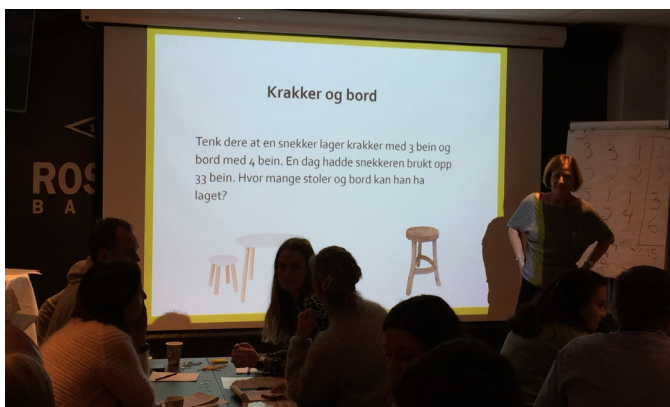 Krakker og bord
Tenk dere at en snekker lager krakker med 3 bein og
bord med 4 bein. En dag hadde snekkeren brukt opp
33 bein. Hvor mange stoler og bord kan han ha
laget?
ROS
BA